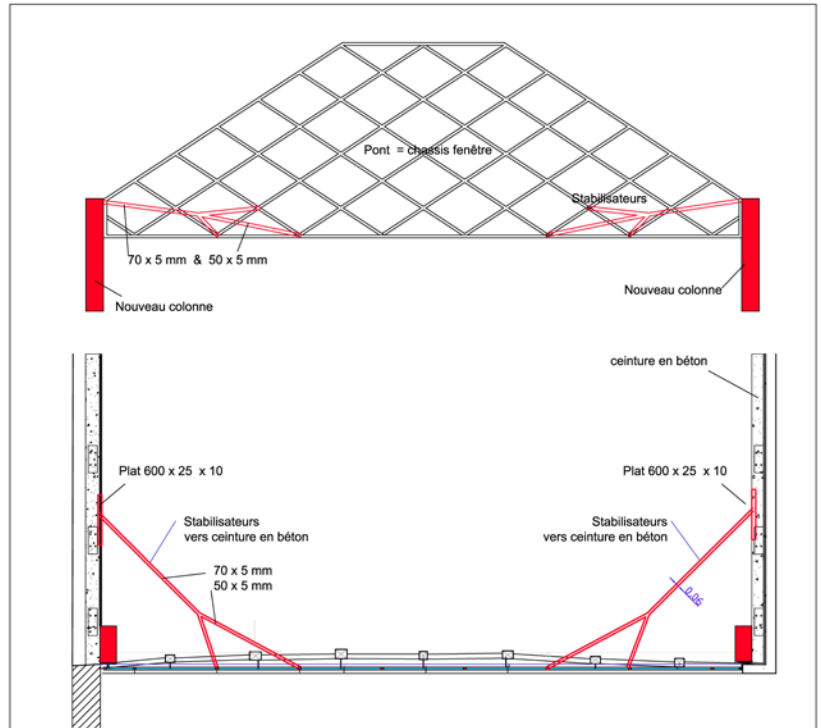 Pont = chassis fenêtre
Stabilisateurs
70 x 5 mm & 50 x 5 mm
Nouveau colonne
Nouveau colonne
ceinture en béton
Plat 600 x 25 x 10
Plat 600 x 25 x 10
Stabilisateurs
vers ceinture en béton
Stabilisateurs
vers ceinture en béton
70 x 5 mm
50 x 5 mm
0.06